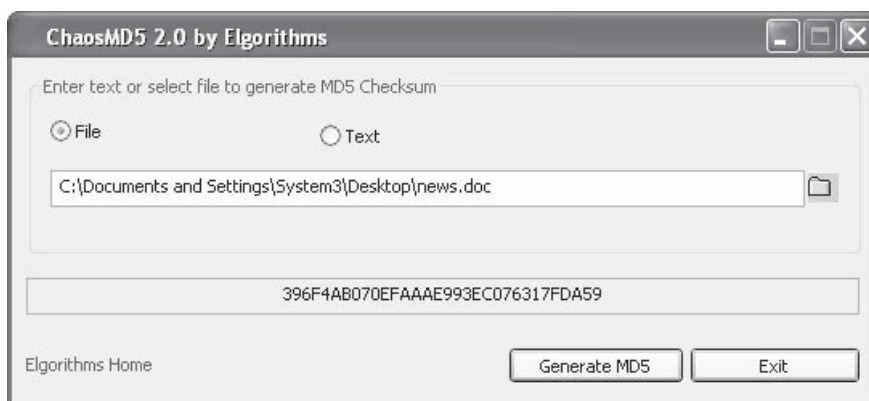 ChaosMD5 2.0 by Elgorithms
Enter text or select file to generate MD5 Checksum
File Text
C:\Documents and Settings\System3\Desktop\news.doc
396F4AB070EFAAAE993EC076317FDA59
Elgorithms Home Generate MD5 Exit